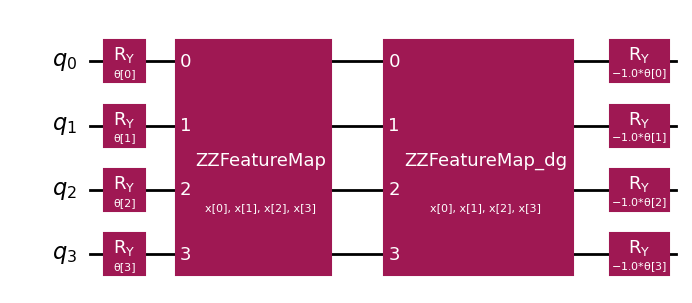 q0 RY 0 0 RY
θ[0] −1.0*θ[0]
q1 RY 1 1 RY
θ[1] −1.0*θ[1]
ZZFeatureMap ZZFeatureMap_dg
q2 RY 2 2 RY
θ[2] x[0], x[1], x[2], x[3] x[0], x[1], x[2], x[3] −1.0*θ[2]
q3 RY 3 3 RY
θ[3] −1.0*θ[3]